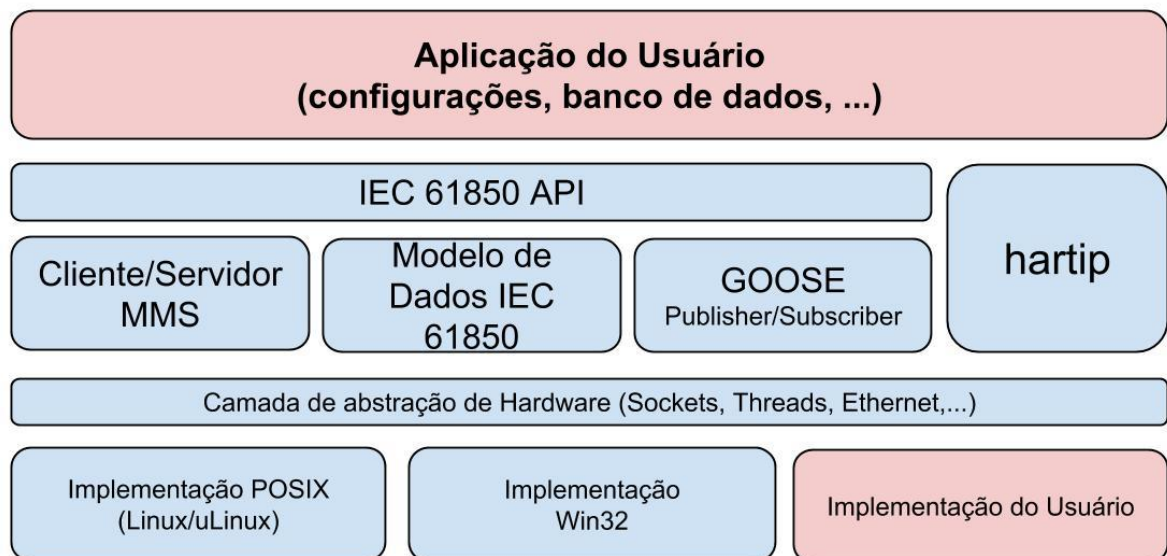 Aplicação do Usuário
(configurações, banco de dados, ...)
IEC 61850 API
hartip
Cliente/Servidor
MMS
Modelo de
Dados IEC
61850
GOOSE
Publisher/Subscriber
Camada de abstração de Hardware (Sockets, Threads, Ethernet,...)
Implementação POSIX
(Linux/uLinux)
Implementação
Win32
Implementação do Usuário